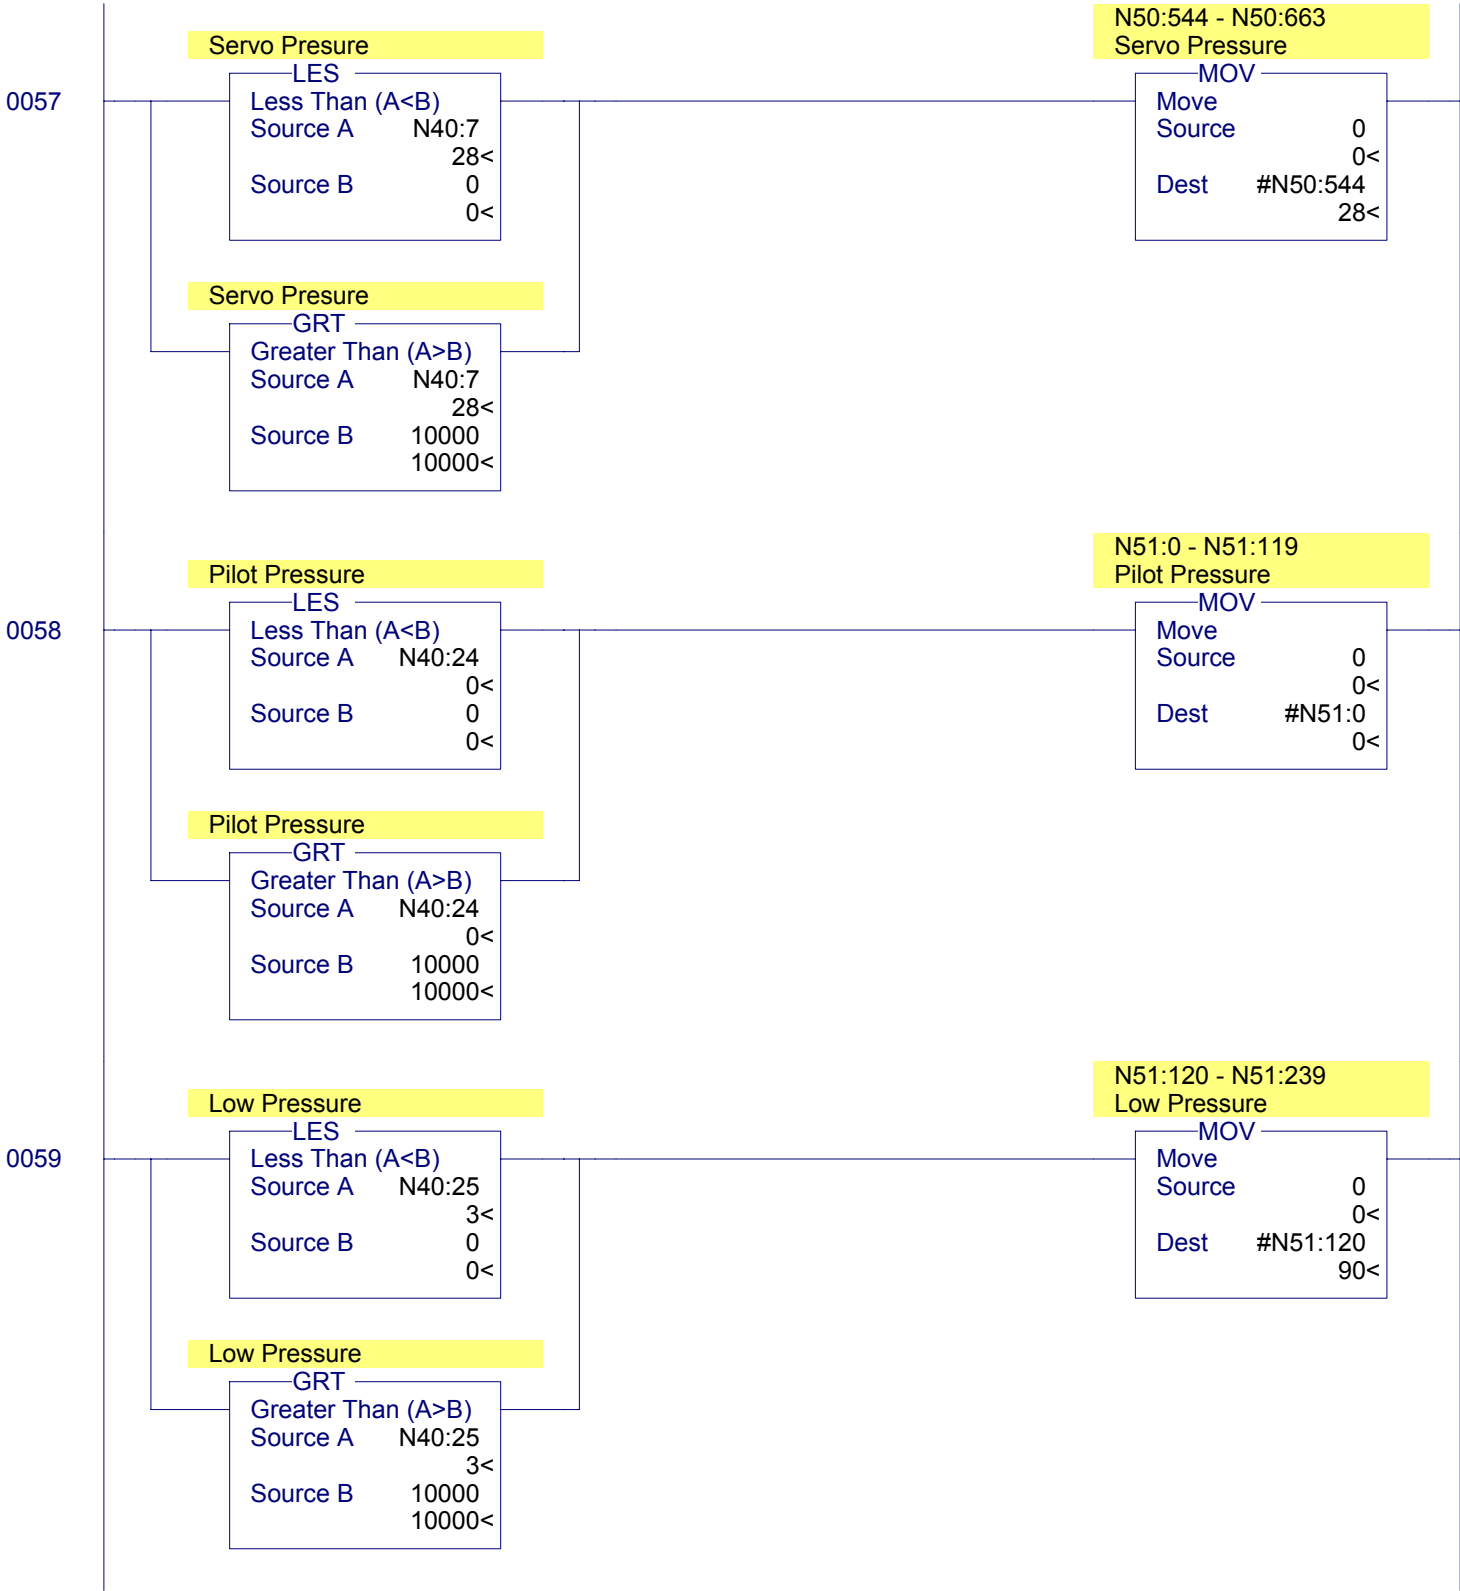 N50:544 - N50:663
Servo Presure
Servo Pressure
LES
MOV
0057
Less Than (A<B)
Move
Source A N40:7
Source 0
28<
0<
Source B 0
Dest #N50:544
0<
28<
Servo Presure
GRT
Greater Than (A>B)
Source A N40:7
28<
Source B 10000
10000<
N51:0 - N51:119
Pilot Pressure
Pilot Pressure
LES
MOV
0058
Less Than (A<B)
Move
Source A N40:24
Source 0
0<
0<
Source B 0
Dest #N51:0
0<
0<
Pilot Pressure
GRT
Greater Than (A>B)
Source A N40:24
0<
Source B 10000
10000<
N51:120 - N51:239
Low Pressure
Low Pressure
LES
MOV
0059
Less Than (A<B)
Move
Source A N40:25
Source 0
3<
0<
Source B 0
Dest #N51:120
0<
90<
Low Pressure
GRT
Greater Than (A>B)
Source A N40:25
3<
Source B 10000
10000<